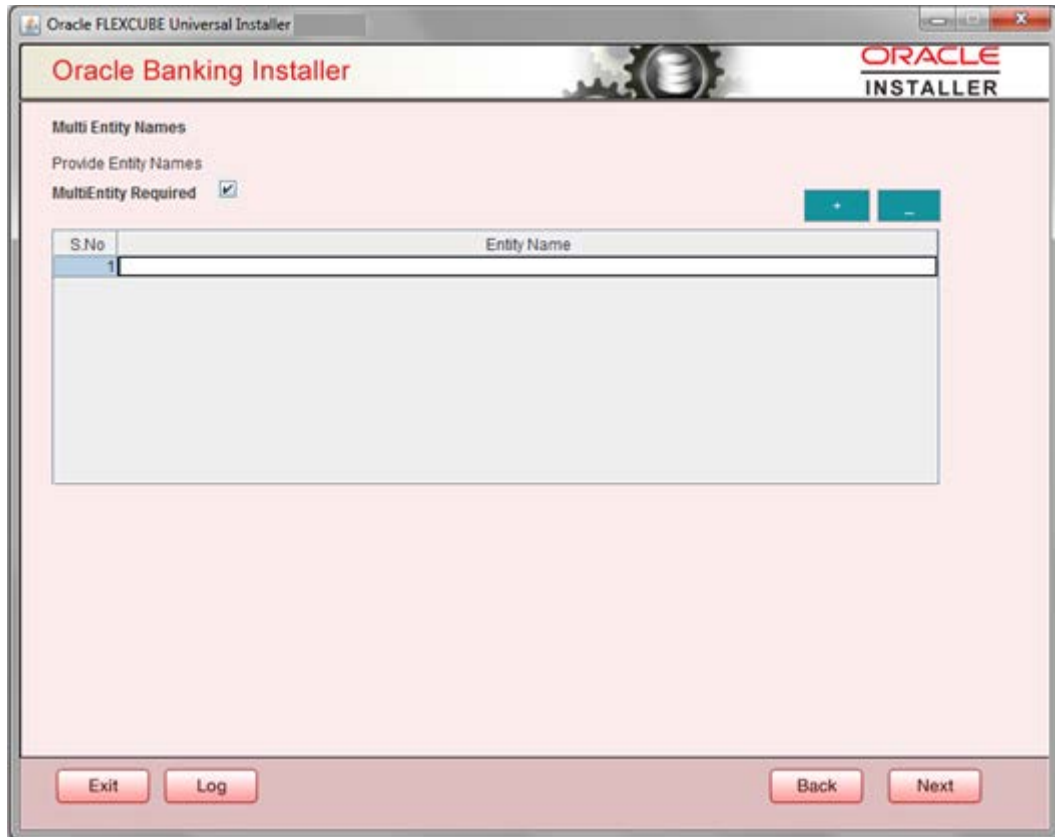 Oracle FLEXCUBE Universal Installer
Oracle Banking Installer
ORACLE
INSTALLER
Multi Entity Names
Provide Entity Names
MultiEntity Required
+ _
S.No Entity Name
1
Exit Log Back Next